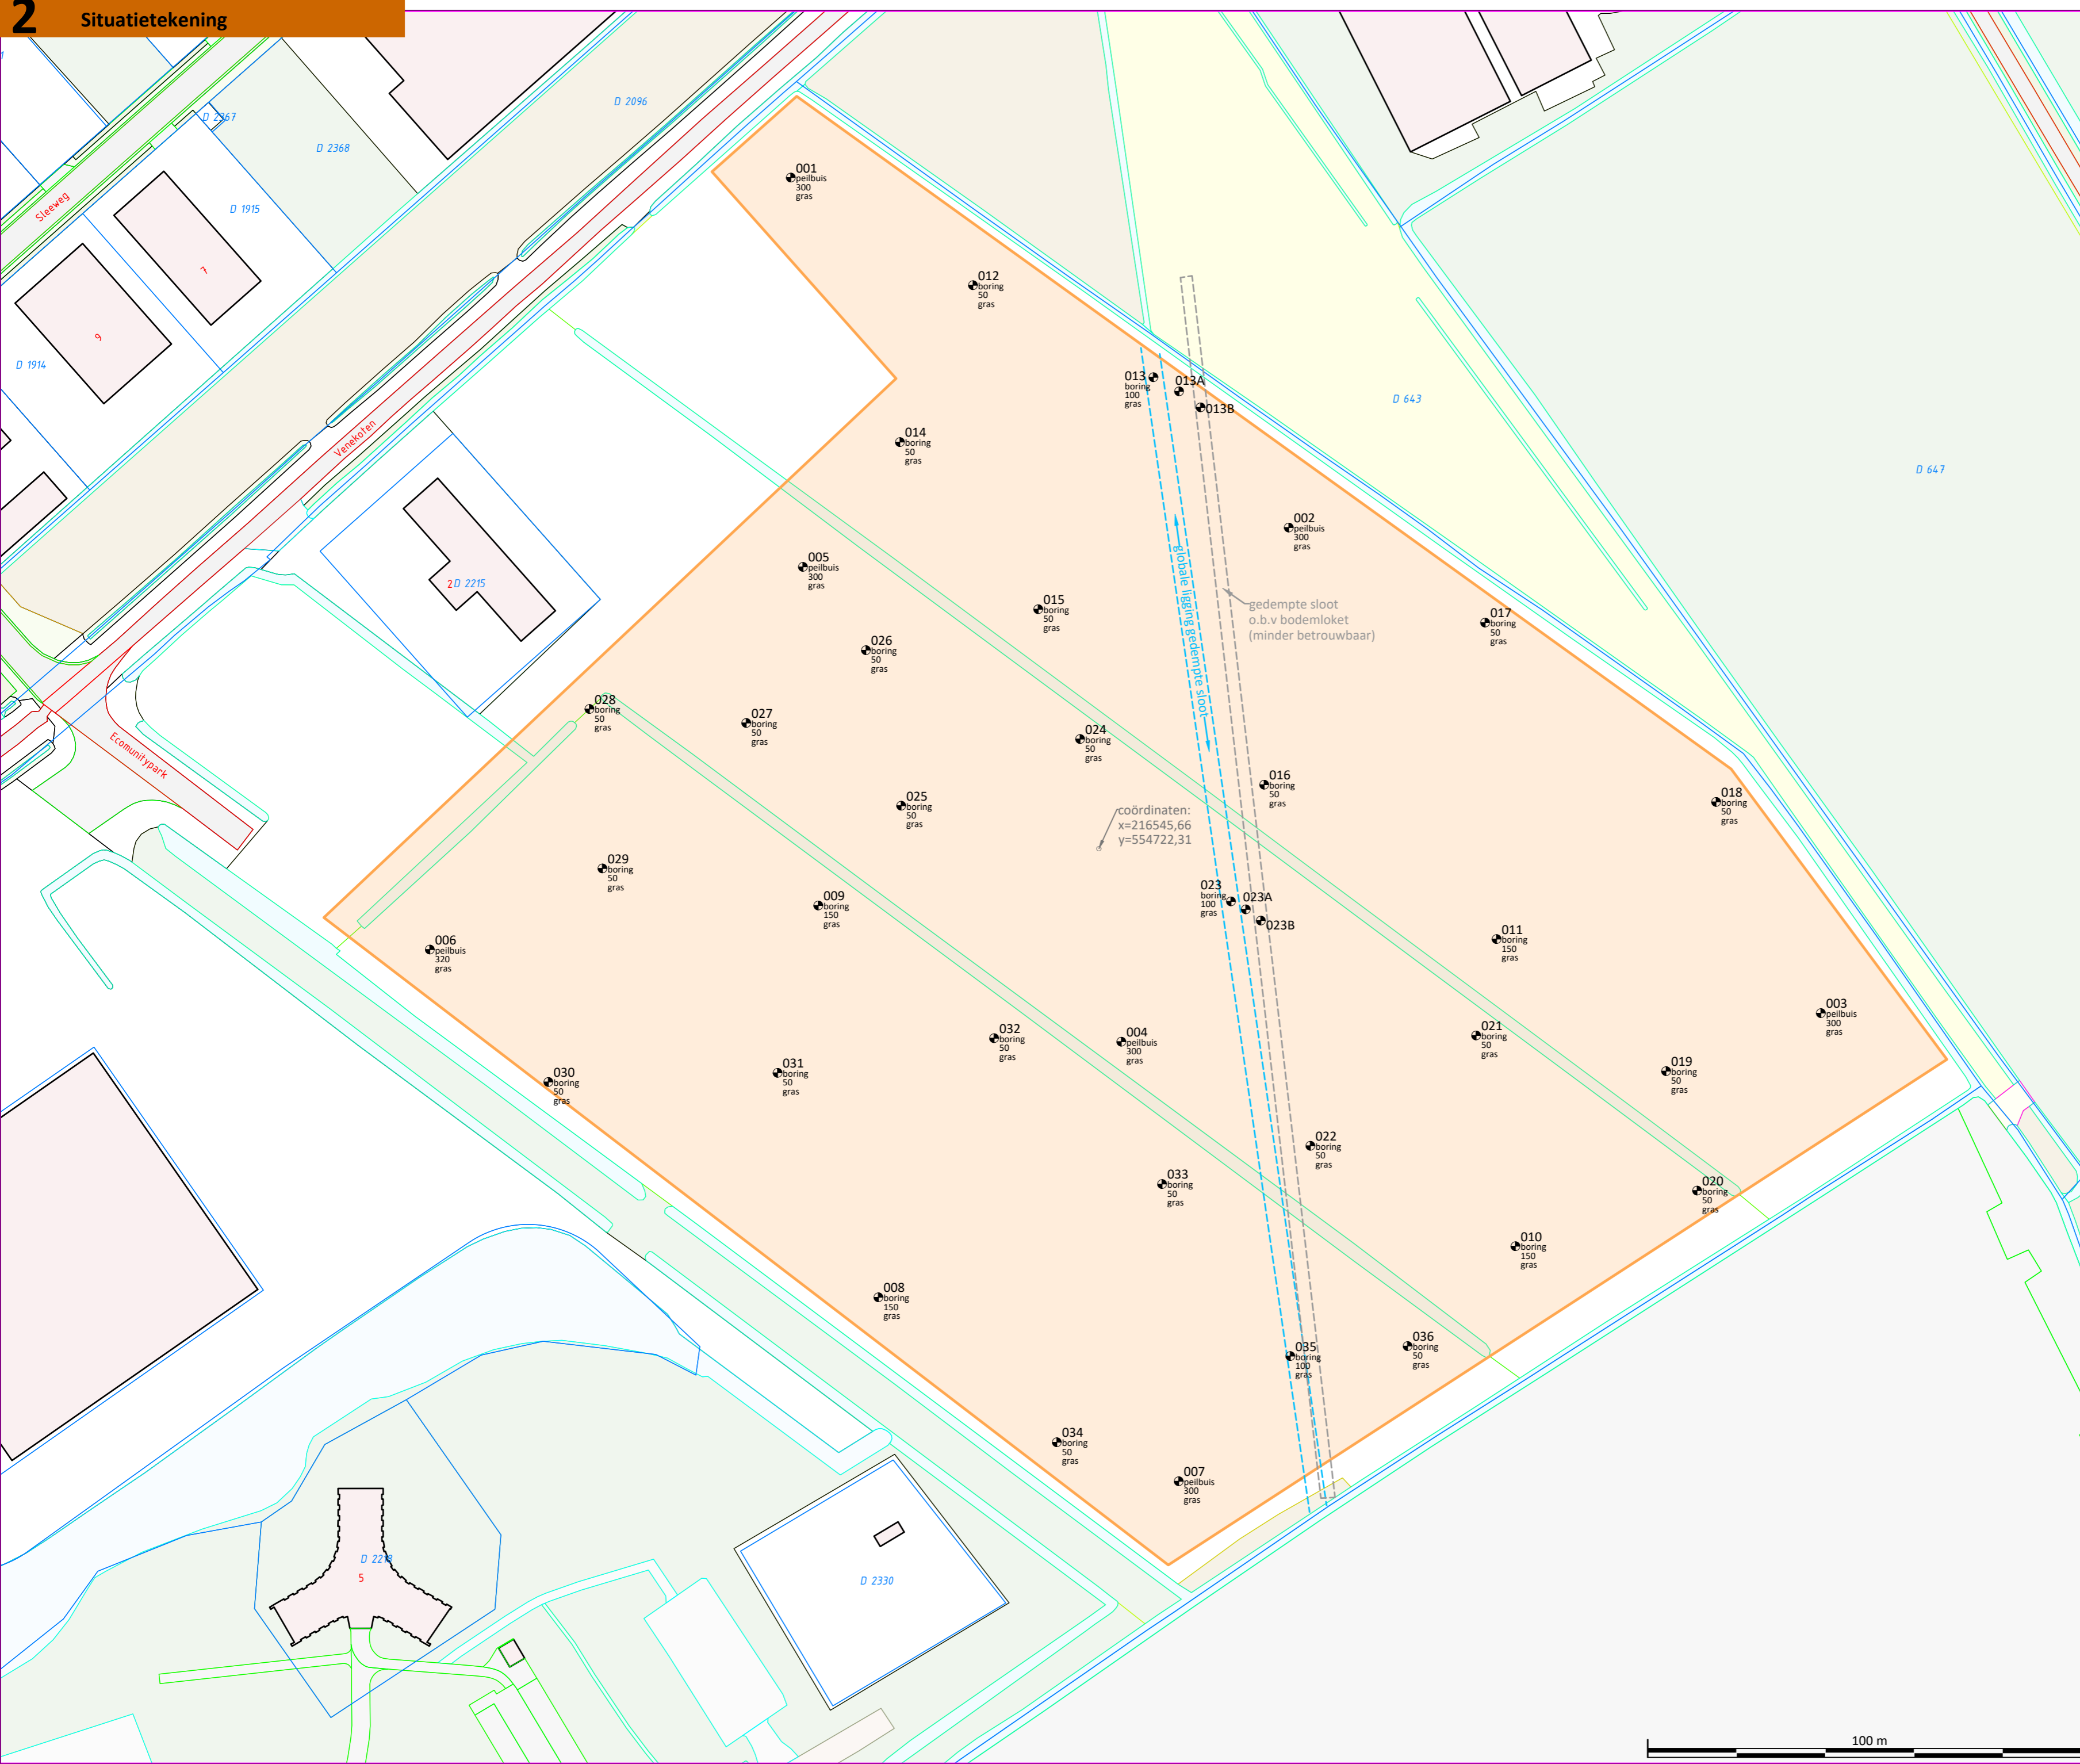 2 Situatietekening
D 2096
D 2367
D 2368
Sleeweg
D 1915
7
9
D 1914
Venekoten
2 D 2215
Ecomunitypark
D 643
D 647
001
peilbuis
300
gras
012
boring
50
gras
013
boring
100
gras
013A
013B
014
boring
50
gras
002
peilbuis
300
gras
005
peilbuis
300
gras
015
boring
50
gras
globale ligging gedempte sloot
gedempte sloot
o.b.v bodemloket
(minder betrouwbaar)
017
boring
50
gras
026
boring
50
gras
028
boring
50
gras
027
boring
50
gras
024
boring
50
gras
016
boring
50
gras
018
boring
50
gras
025
boring
50
gras
coördinaten:
x=216545,66
y=554722,31
029
boring
50
gras
009
boring
150
gras
023
boring
100
gras
023A
023B
011
boring
150
gras
006
peilbuis
320
gras
003
peilbuis
300
gras
032
boring
50
gras
004
peilbuis
300
gras
021
boring
50
gras
019
boring
50
gras
030
boring
50
gras
031
boring
50
gras
022
boring
50
gras
033
boring
50
gras
020
boring
50
gras
010
boring
150
gras
008
boring
150
gras
035
boring
100
gras
036
boring
50
gras
034
boring
50
gras
007
peilbuis
300
gras
D 2218
5
D 2330
100 m